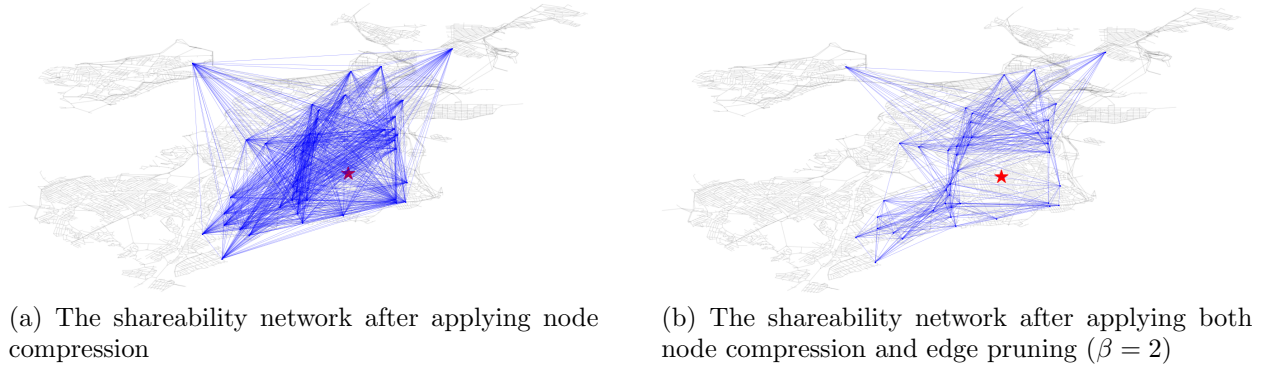 (a) The shareability network after applying node
compression
(b) The shareability network after applying both
node compression and edge pruning (β = 2)